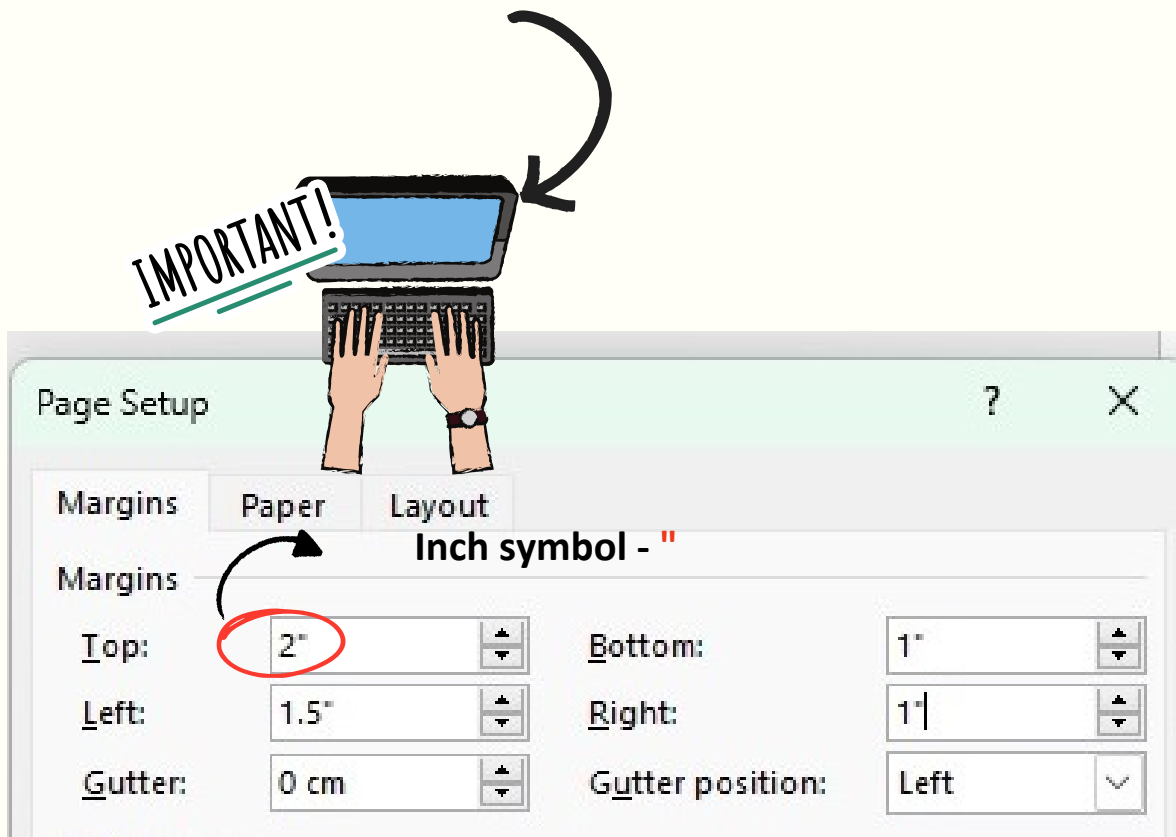 IMPORTANT!
Page Setup ? ×
Margins Paper Layout
Inch symbol - "
Margins
Top: 2" Bottom: 1"
Left: 1.5" Right: 1"
Gutter: 0 cm Gutter position: Left